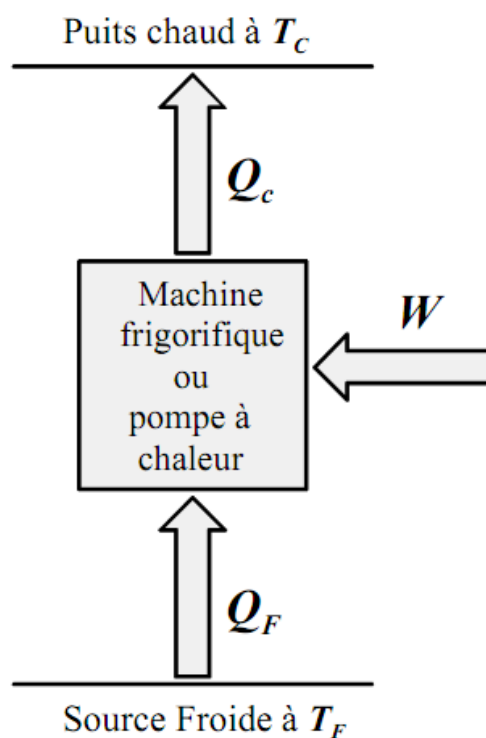 Puits chaud à T_C
Q_c
Machine
frigorifique
ou
pompe à
chaleur
W
Q_F
Source Froide à T_F